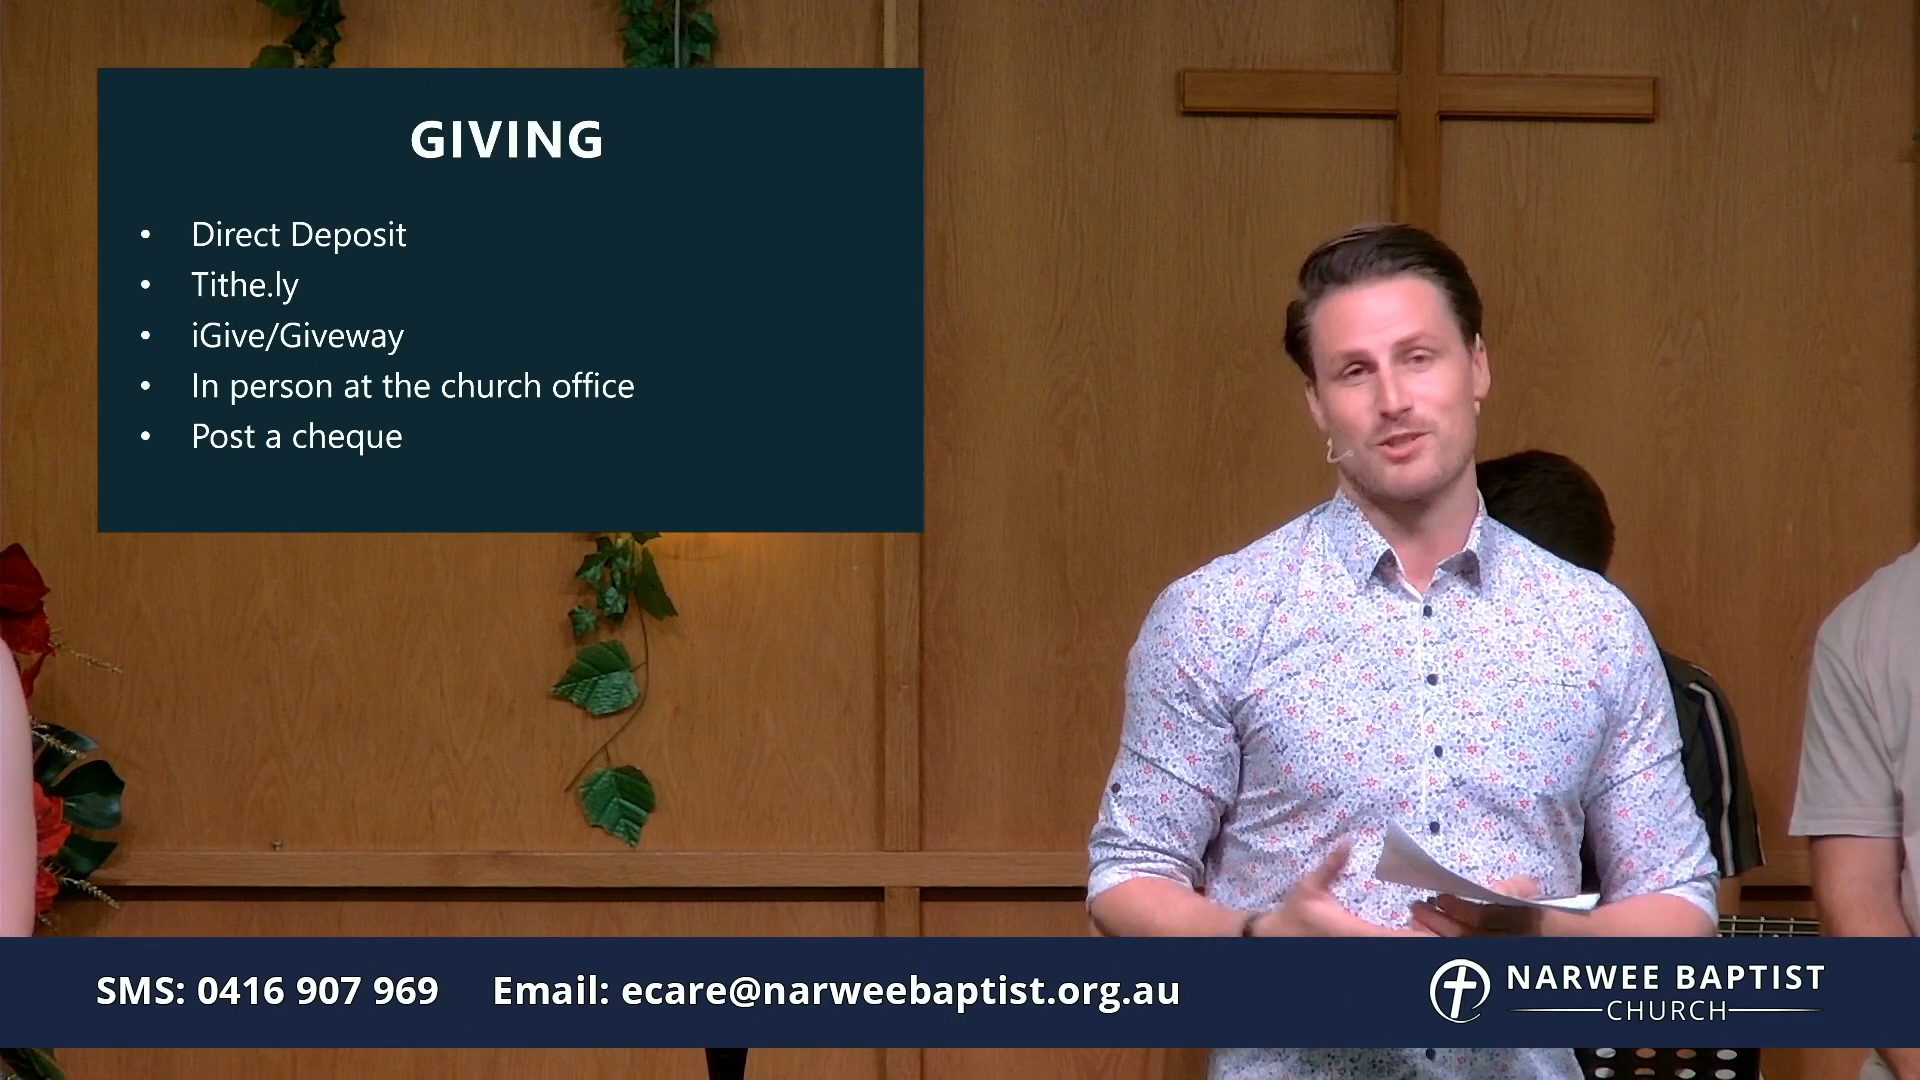 GIVING
• Direct Deposit
• Tithe.ly
• iGive/Giveway
• In person at the church office
• Post a cheque
SMS: 0416 907 969 Email: ecare@narweebaptist.org.au
NARWEE BAPTIST
CHURCH